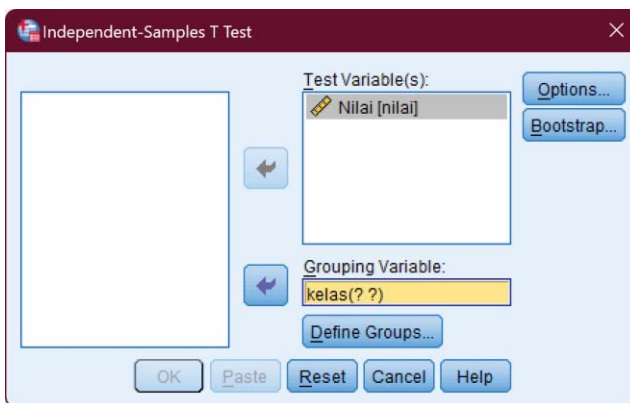 Independent-Samples T Test
Test Variable(s):
Nilai [nilai]
Options...
Bootstrap...
Grouping Variable:
kelas(? ?)
Define Groups...
OK Paste Reset Cancel Help